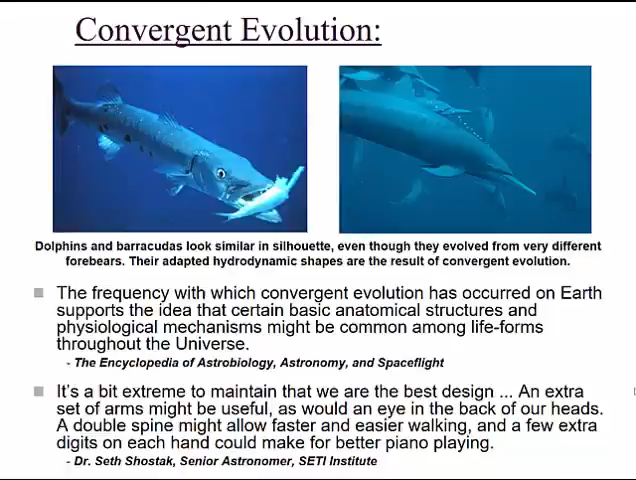 Convergent Evolution:
Dolphins and barracudas look similar in silhouette, even though they evolved from very different
forebears. Their adapted hydrodynamic shapes are the result of convergent evolution.
The frequency with which convergent evolution has occurred on Earth
supports the idea that certain basic anatomical structures and
physiological mechanisms might be common among life-forms
throughout the Universe.
- The Encyclopedia of Astrobiology, Astronomy, and Spaceflight
It's a bit extreme to maintain that we are the best design ... An extra
set of arms might be useful, as would an eye in the back of our heads.
A double spine might allow faster and easier walking, and a few extra
digits on each hand could make for better piano playing.
- Dr. Seth Shostak, Senior Astronomer, SETI Institute